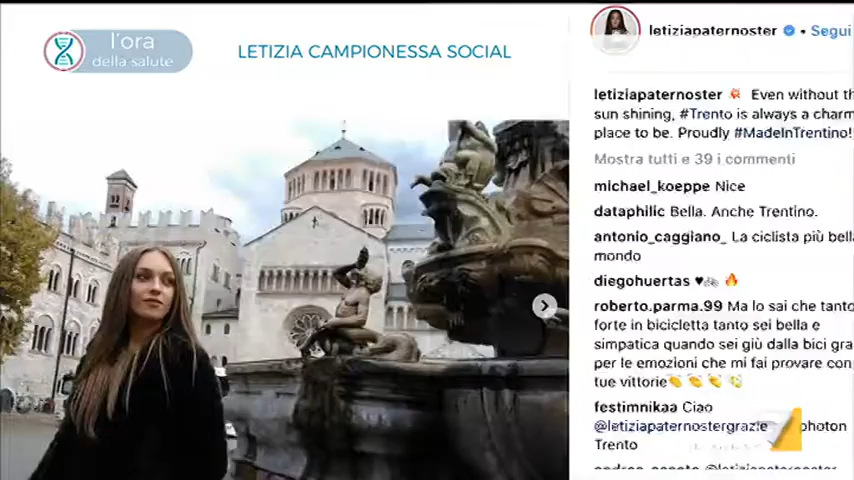 l'ora
della salute
LETIZIA CAMPIONESSA SOCIAL
letiziapaternoster • Segui
letiziapaternoster Even without th
sun shining, #Trento is always a charm
place to be. Proudly #MadeInTrentino!
Mostra tutti e 39 i commenti
michael_koeppe Nice
dataphilic Bella. Anche Trentino.
antonio_caggiano_ La ciclista più bella
mondo
diegohuertas ♥🚲🔥
roberto.parma.99 Ma lo sai che tanto
forte in bicicletta tanto sei bella e
simpatica quando sei giù dal bici gra
per le emozioni che mi fai provare con
tue vittorie
festimnikaa Ciao
@letiziapaternostergrazie photon
Trento